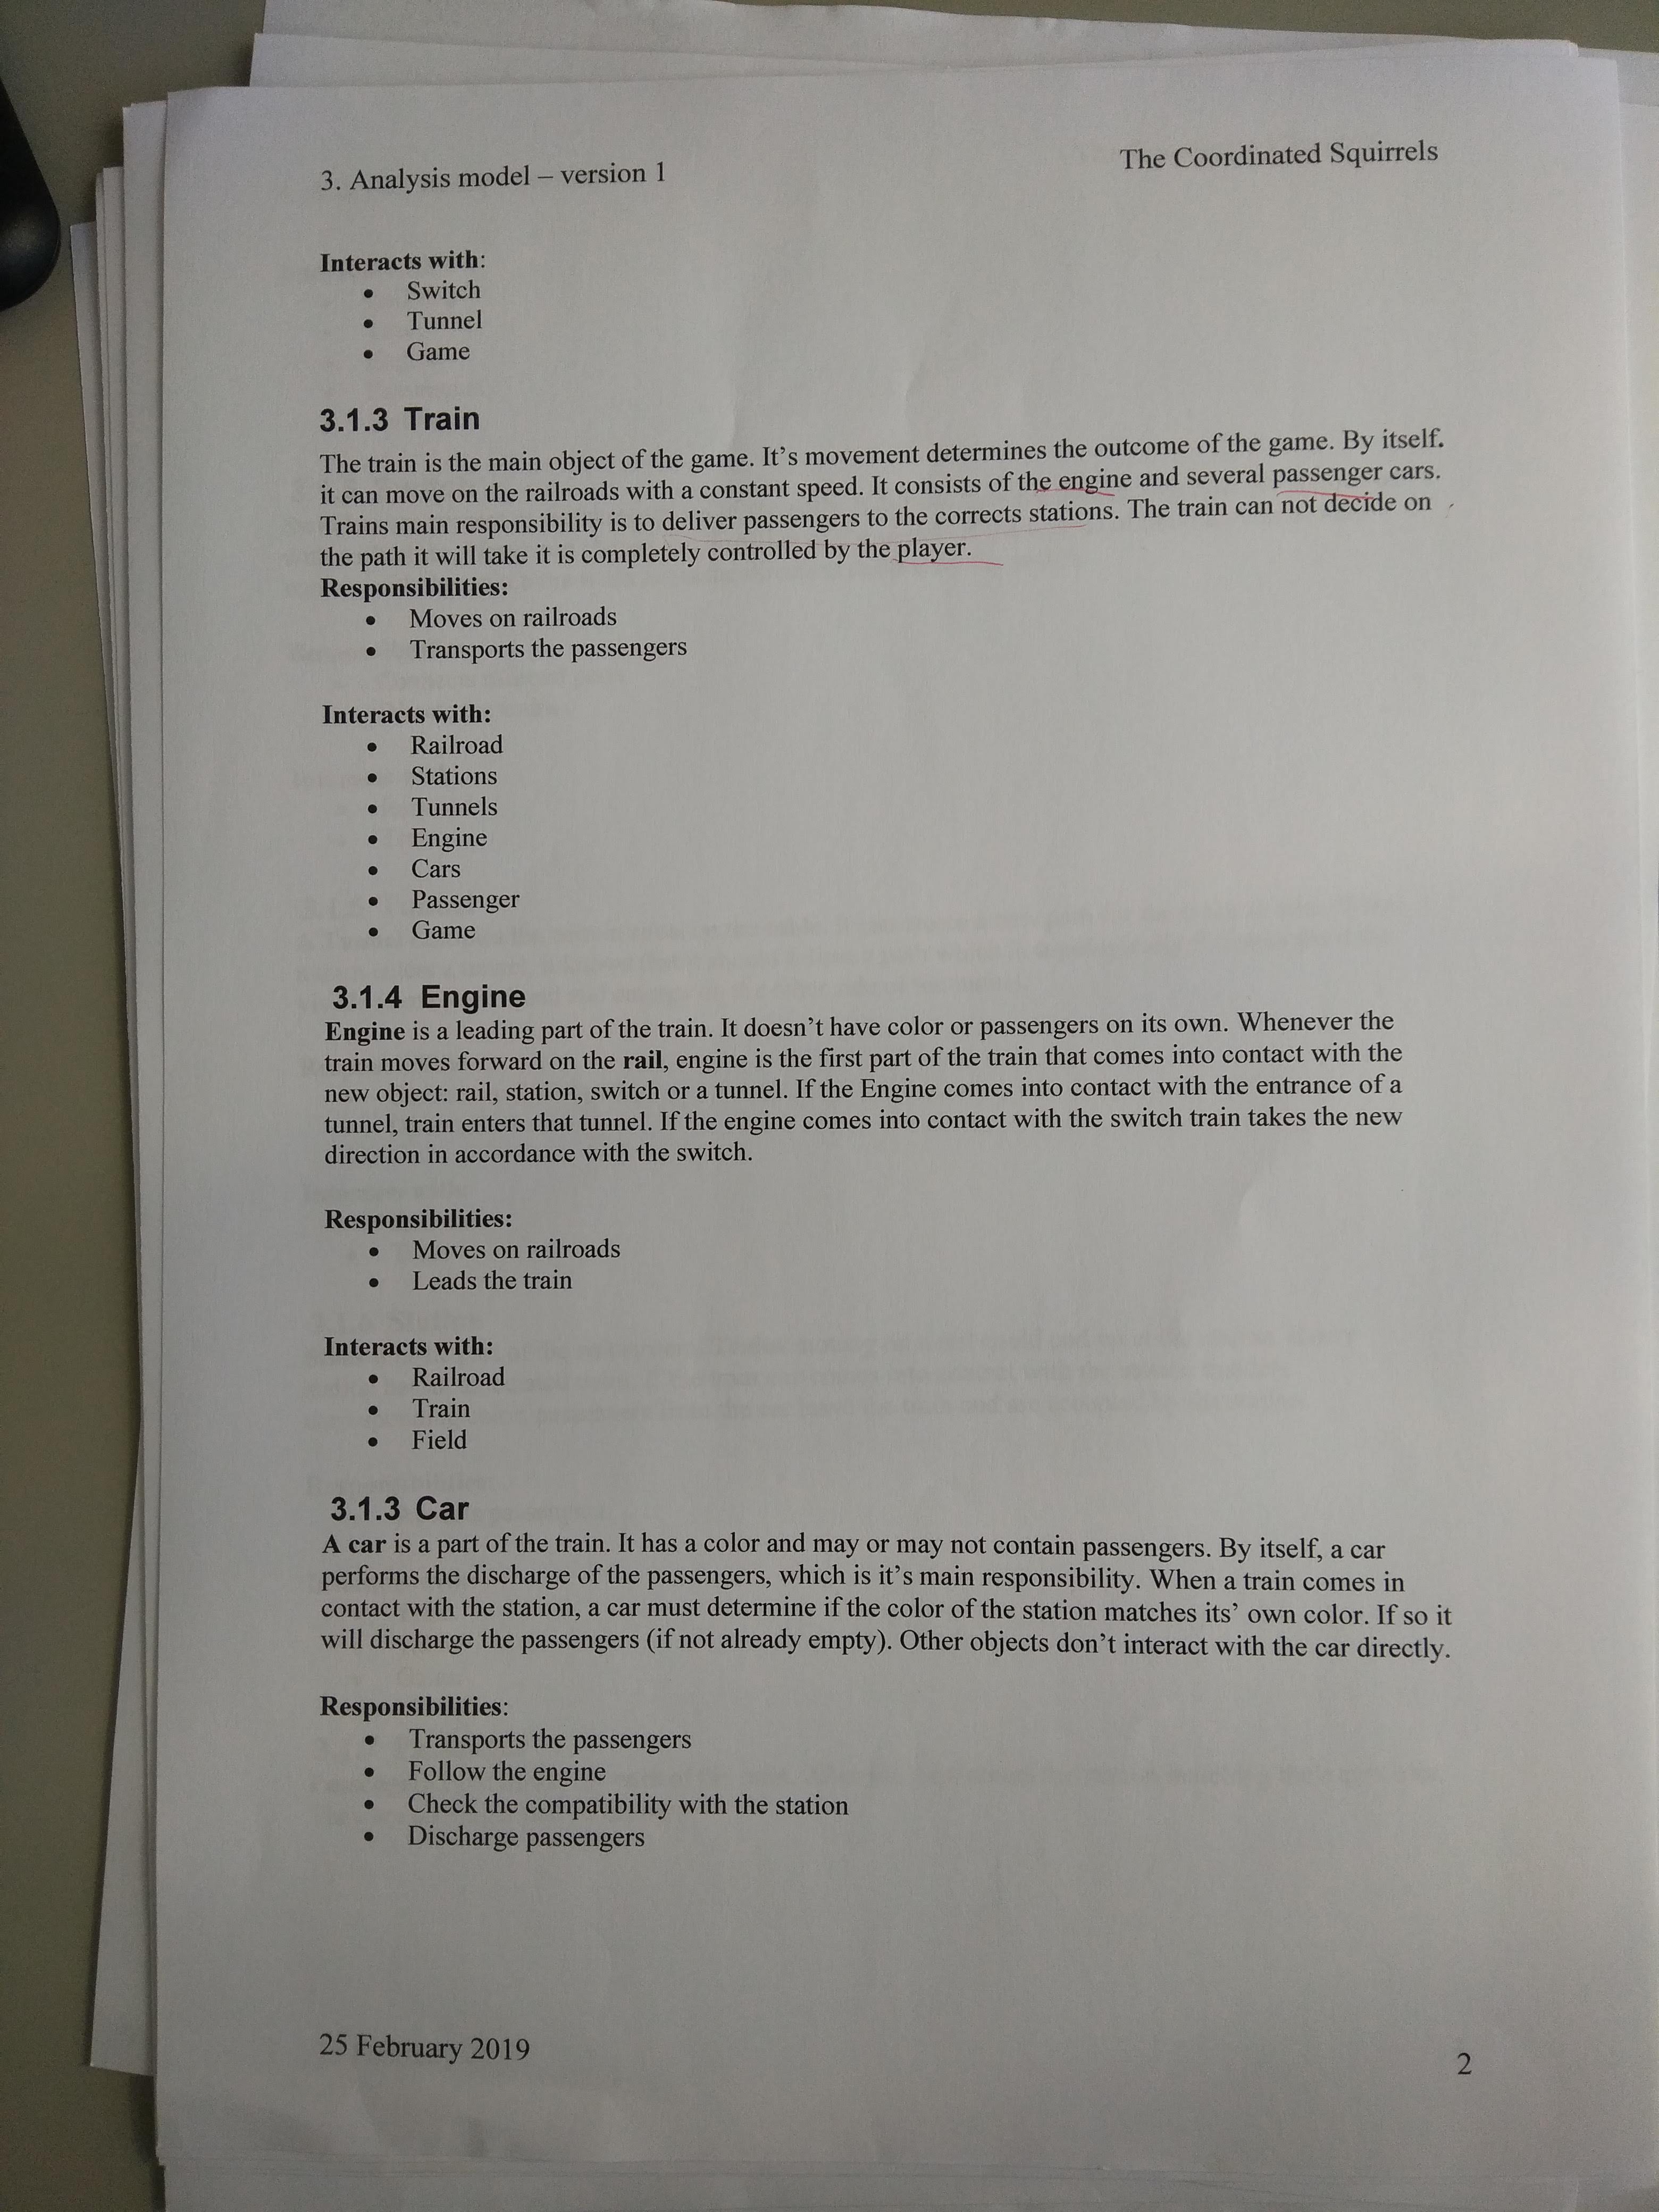 3. Analysis model – version 1
The Coordinated Squirrels
Interacts with:
• Switch
• Tunnel
• Game
3.1.3 Train
The train is the main object of the game. It’s movement determines the outcome of the game. By itself.
it can move on the railroads with a constant speed. It consists of the engine and several passenger cars.
Trains main responsibility is to deliver passengers to the corrects stations. The train can not decide on
the path it will take it is completely controlled by the player.
Responsibilities:
• Moves on railroads
• Transports the passengers
Interacts with:
• Railroad
• Stations
• Tunnels
• Engine
• Cars
• Passenger
• Game
3.1.4 Engine
Engine is a leading part of the train. It doesn’t have color or passengers on its own. Whenever the
train moves forward on the rail, engine is the first part of the train that comes into contact with the
new object: rail, station, switch or a tunnel. If the Engine comes into contact with the entrance of a
tunnel, train enters that tunnel. If the engine comes into contact with the switch train takes the new
direction in accordance with the switch.
Responsibilities:
• Moves on railroads
• Leads the train
Interacts with:
• Railroad
• Train
• Field
3.1.3 Car
A car is a part of the train. It has a color and may or may not contain passengers. By itself, a car
performs the discharge of the passengers, which is it’s main responsibility. When a train comes in
contact with the station, a car must determine if the color of the station matches its’ own color. If so it
will discharge the passengers (if not already empty). Other objects don’t interact with the car directly.
Responsibilities:
• Transports the passengers
• Follow the engine
• Check the compatibility with the station
• Discharge passengers
25 February 2019
2